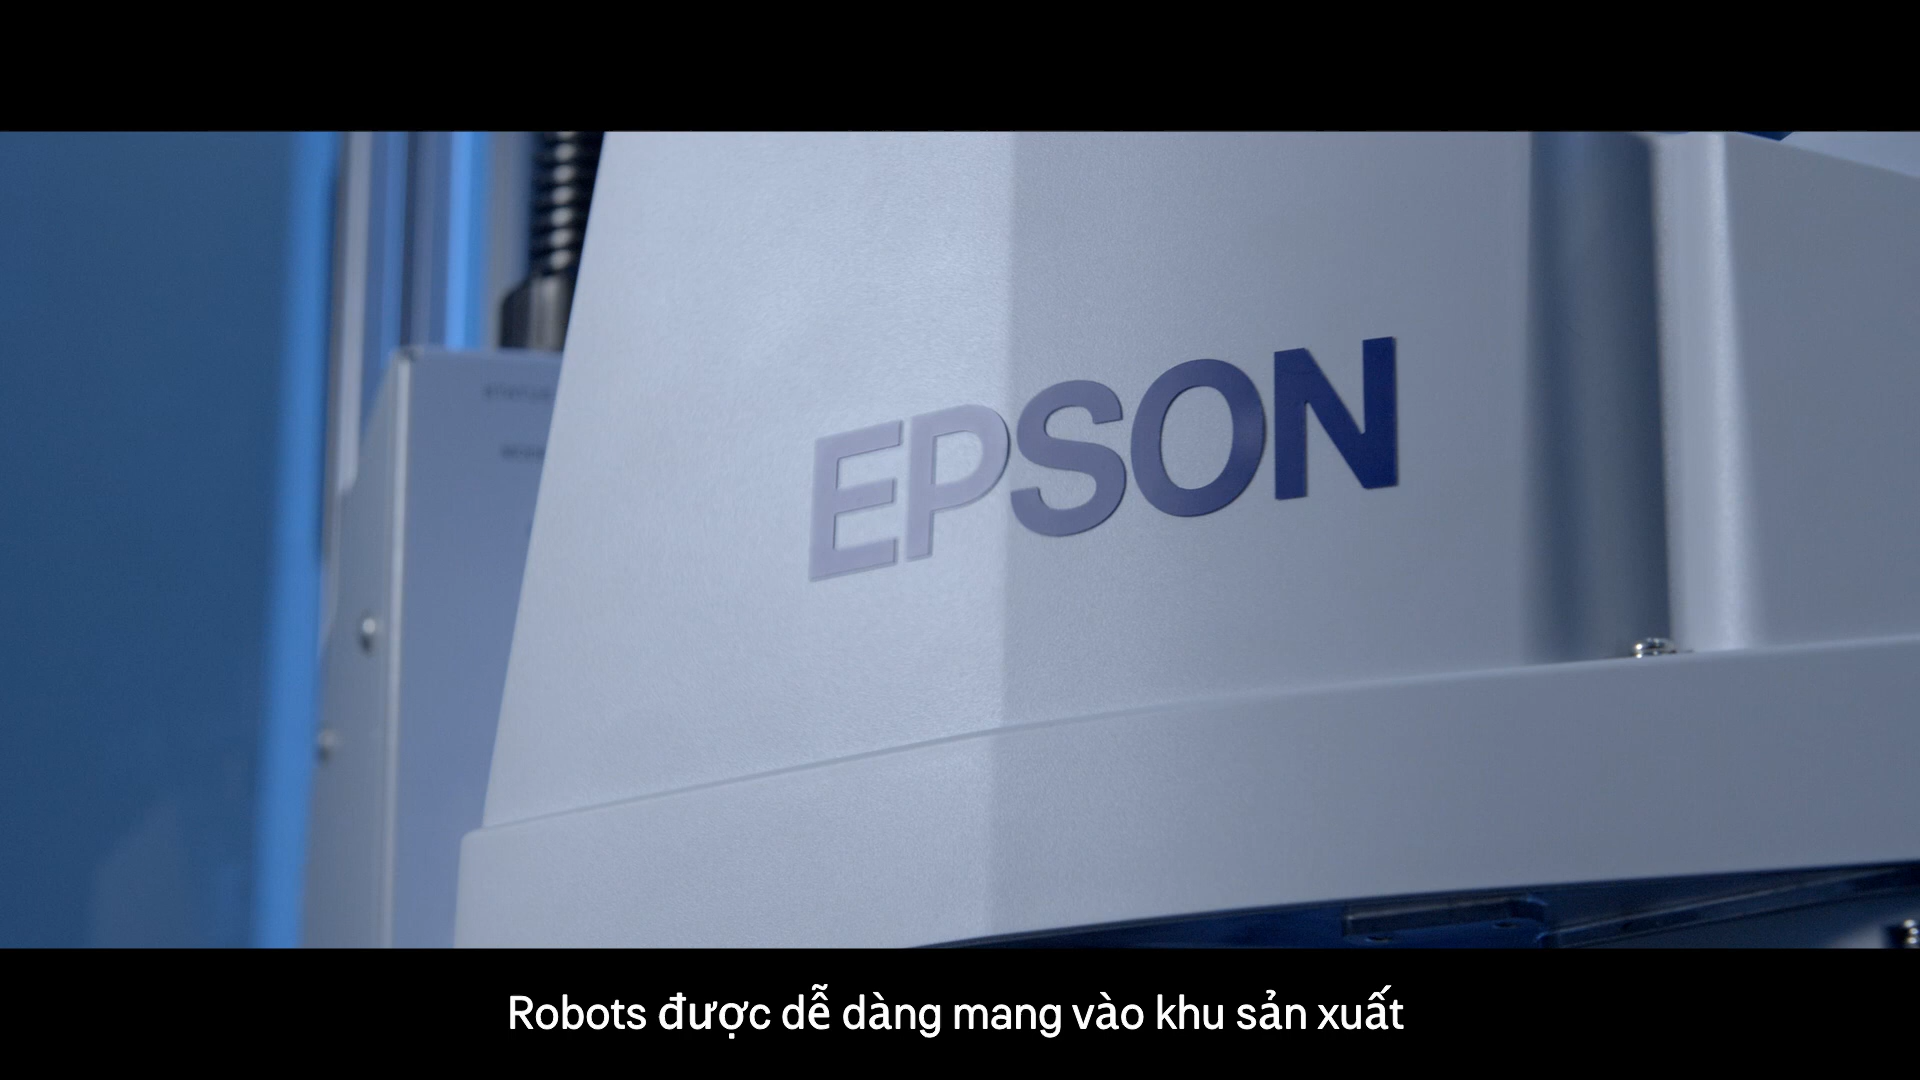 EPSON
Robots được dễ dàng mang vào khu sản xuất